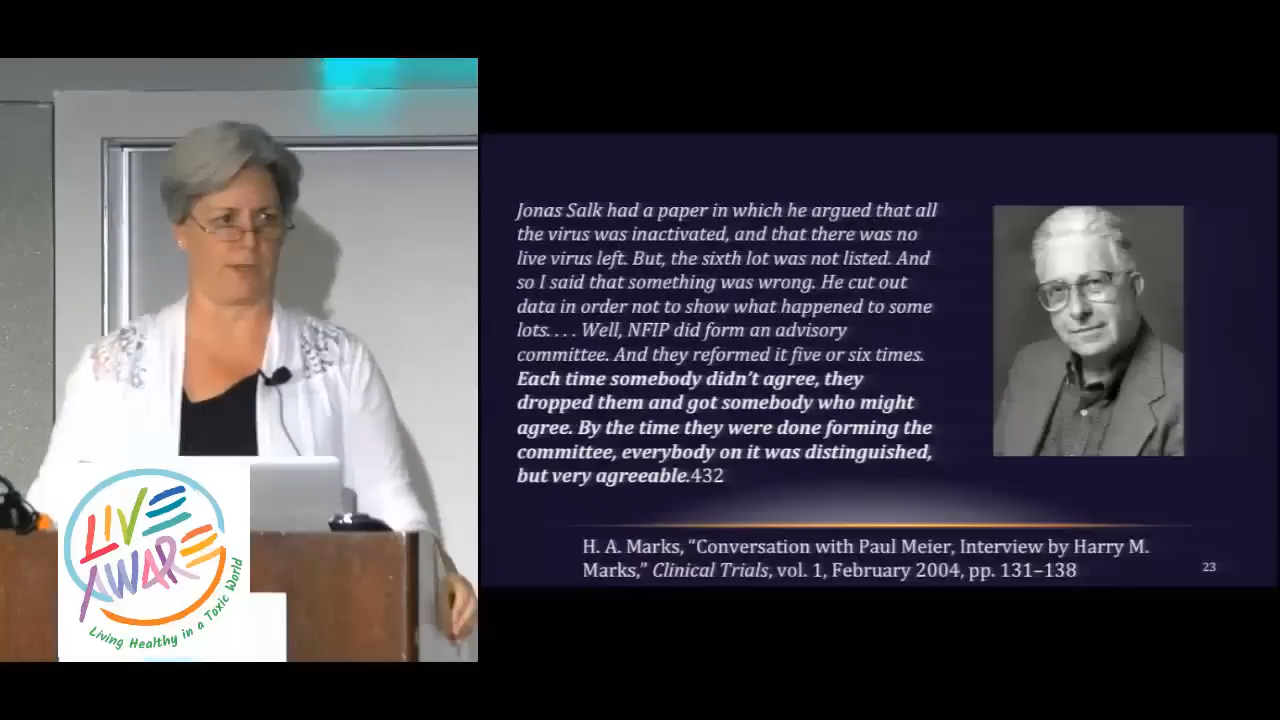 LIVE
AWARE
Living Healthy in a Toxic World
Jonas Salk had a paper in which he argued that all
the virus was inactivated, and that there was no
live virus left. But, the sixth lot was not listed. And
so I said that something was wrong. He cut out
data in order not to show what happened to some
lots. . . . Well, NFIP did form an advisory
committee. And they reformed it five or six times.
Each time somebody didn’t agree, they
dropped them and got somebody who might
agree. By the time they were done forming the
committee, everybody on it was distinguished,
but very agreeable.432
H. A. Marks, “Conversation with Paul Meier, Interview by Harry M.
Marks,” Clinical Trials, vol. 1, February 2004, pp. 131–138
23